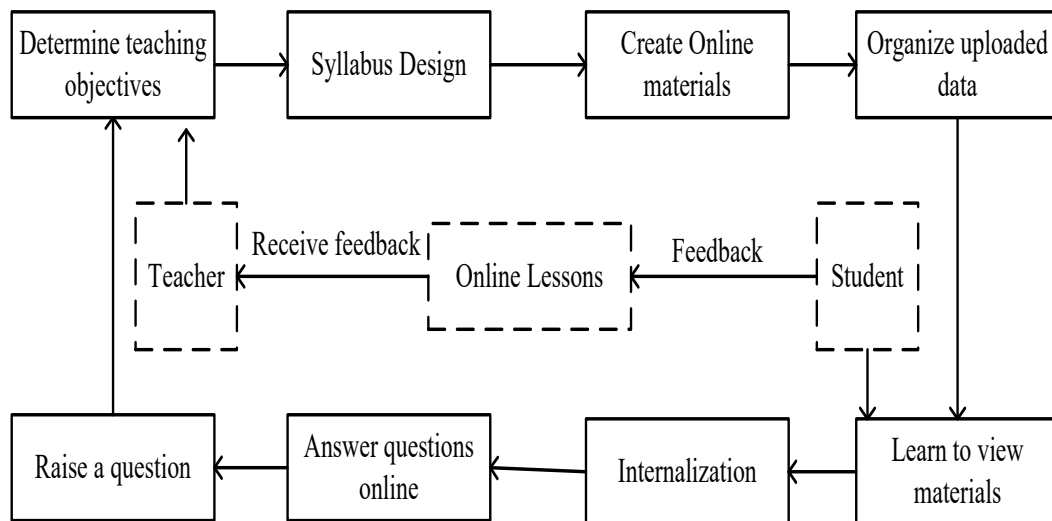 Determine teaching
objectives
Syllabus Design
Create Online
materials
Organize uploaded
data
Teacher
Receive feedback
Online Lessons
Feedback
Student
Raise a question
Answer questions
online
Internalization
Learn to view
materials